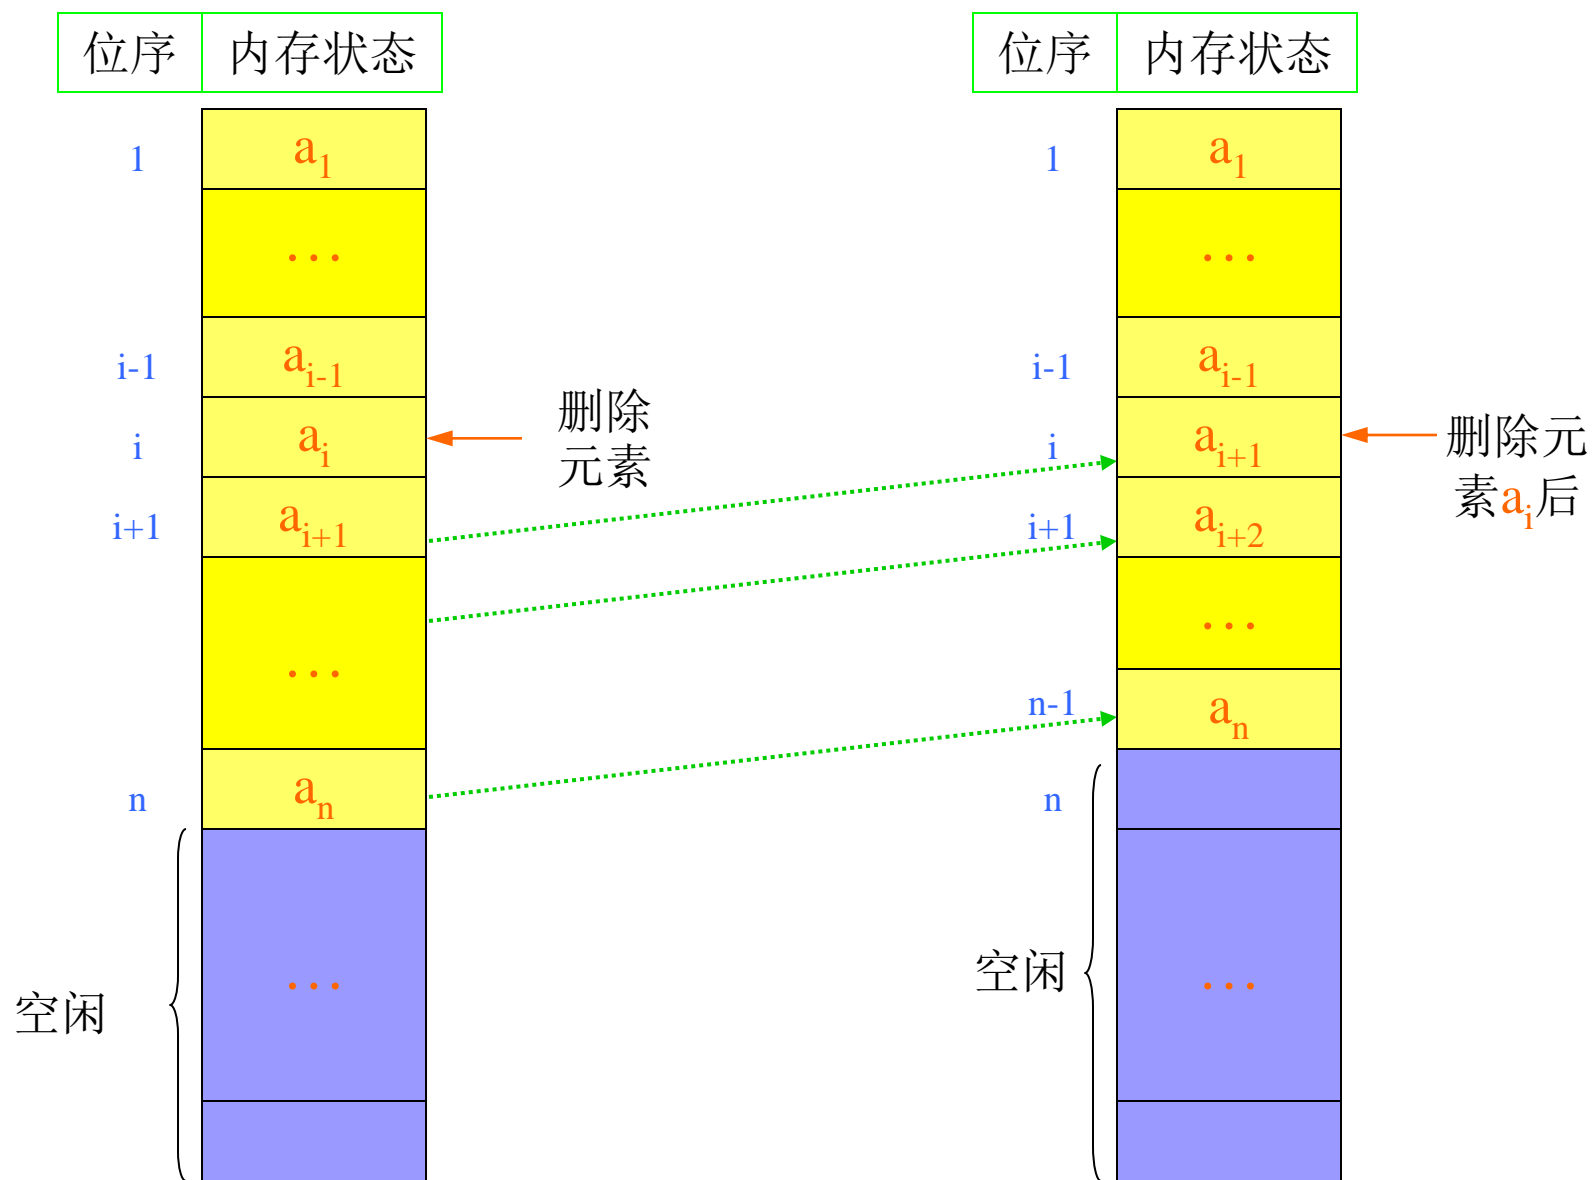 位序 内存状态
1 a1
…
i-1 ai-1
i ai
删除
元素
i+1 ai+1
…
n an
空闲
…
位序 内存状态
1 a1
…
i-1 ai-1
i ai+1
删除元
素ai后
i+1 ai+2
…
n-1 an
n
空闲
…